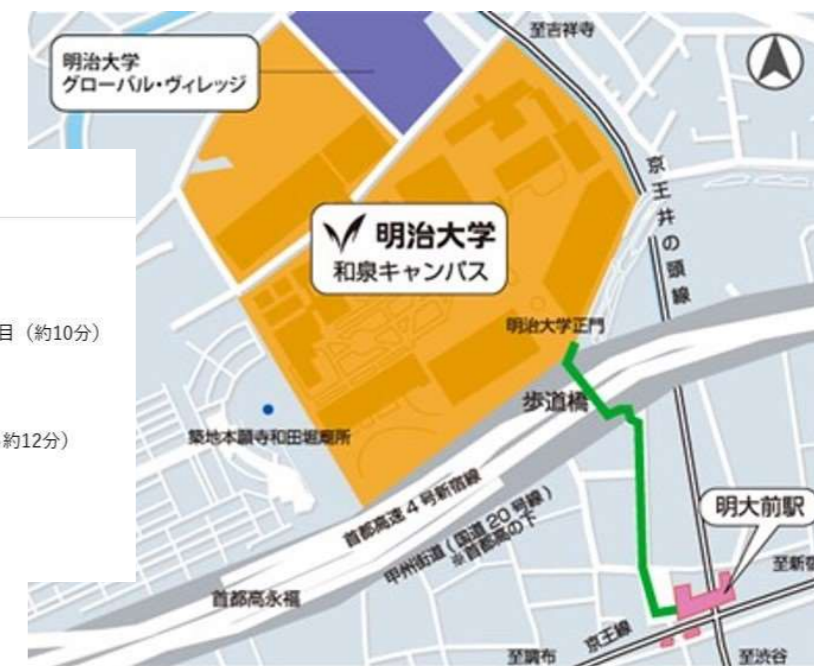 明治大学
グローバル・ヴィレッジ
至吉祥寺
京王井の頭線
明治大学
和泉キャンパス
目（約10分）
明治大学正門
歩道橋
約12分）
築地本願寺和田堀廟所
首都高速4号新宿線
甲州街道（国道20号線）
※首都高の下
明大前駅
首都高永福
至新宿
京王線
至調布
至渋谷